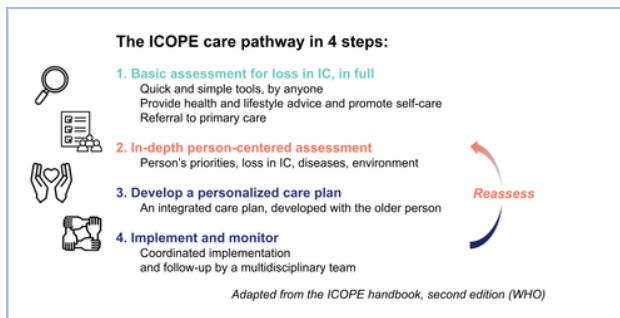 The ICOPE care pathway in 4 steps:
1. Basic assessment for loss in IC, in full
Quick and simple tools, by anyone
Provide health and lifestyle advice and promote self-care
Referral to primary care
2. In-depth person-centered assessment
Person's priorities, loss in IC, diseases, environment
3. Develop a personalized care plan
An integrated care plan, developed with the older person
4. Implement and monitor
Coordinated implementation
and follow-up by a multidisciplinary team
Reassess
Adapted from the ICOPE handbook, second edition (WHO)